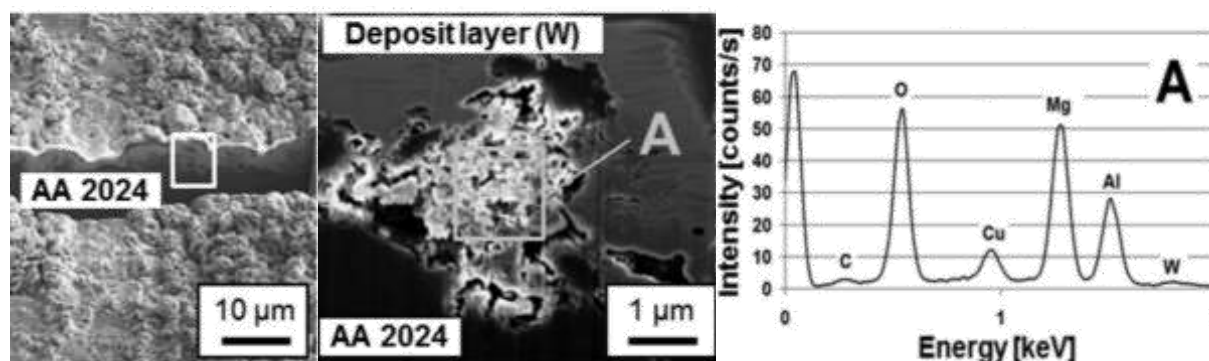 AA 2024
10 µm
Deposit layer (W)
A
AA 2024
1 µm
Intensity [counts/s]
80
70
60
50
40
30
20
10
0
C
O
Cu
Mg
Al
W
A
0
1
Energy [keV]